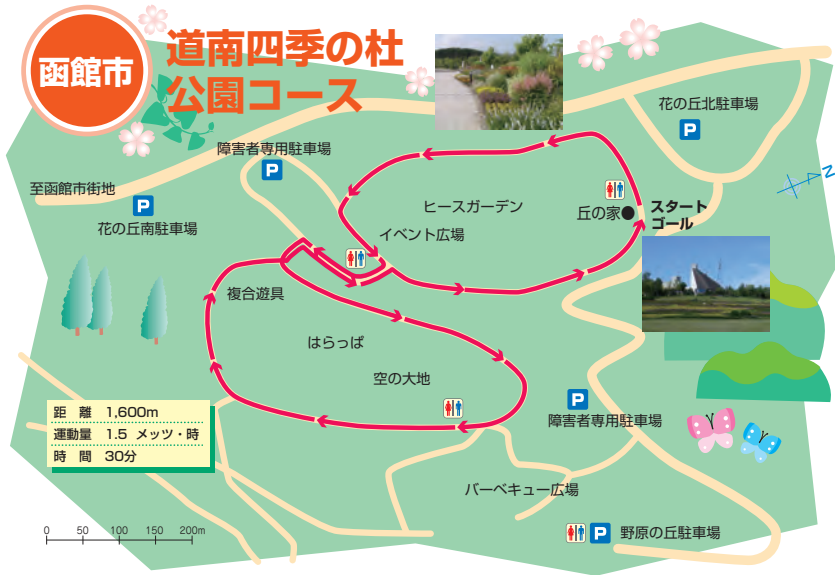 函館市
道南四季の杜
公園コース
花の丘北駐車場
P
障害者専用駐車場
P
N
至函館市街地
P
花の丘南駐車場
ヒースガーデン
丘の家
スタート
ゴール
イベント広場
複合遊具
はらっぱ
空の大地
P
障害者専用駐車場
距 離 1,600m
運動量 1.5 メッツ・時
時 間 30分
バーベキュー広場
P 野原の丘駐車場
0 50 100 150 200m